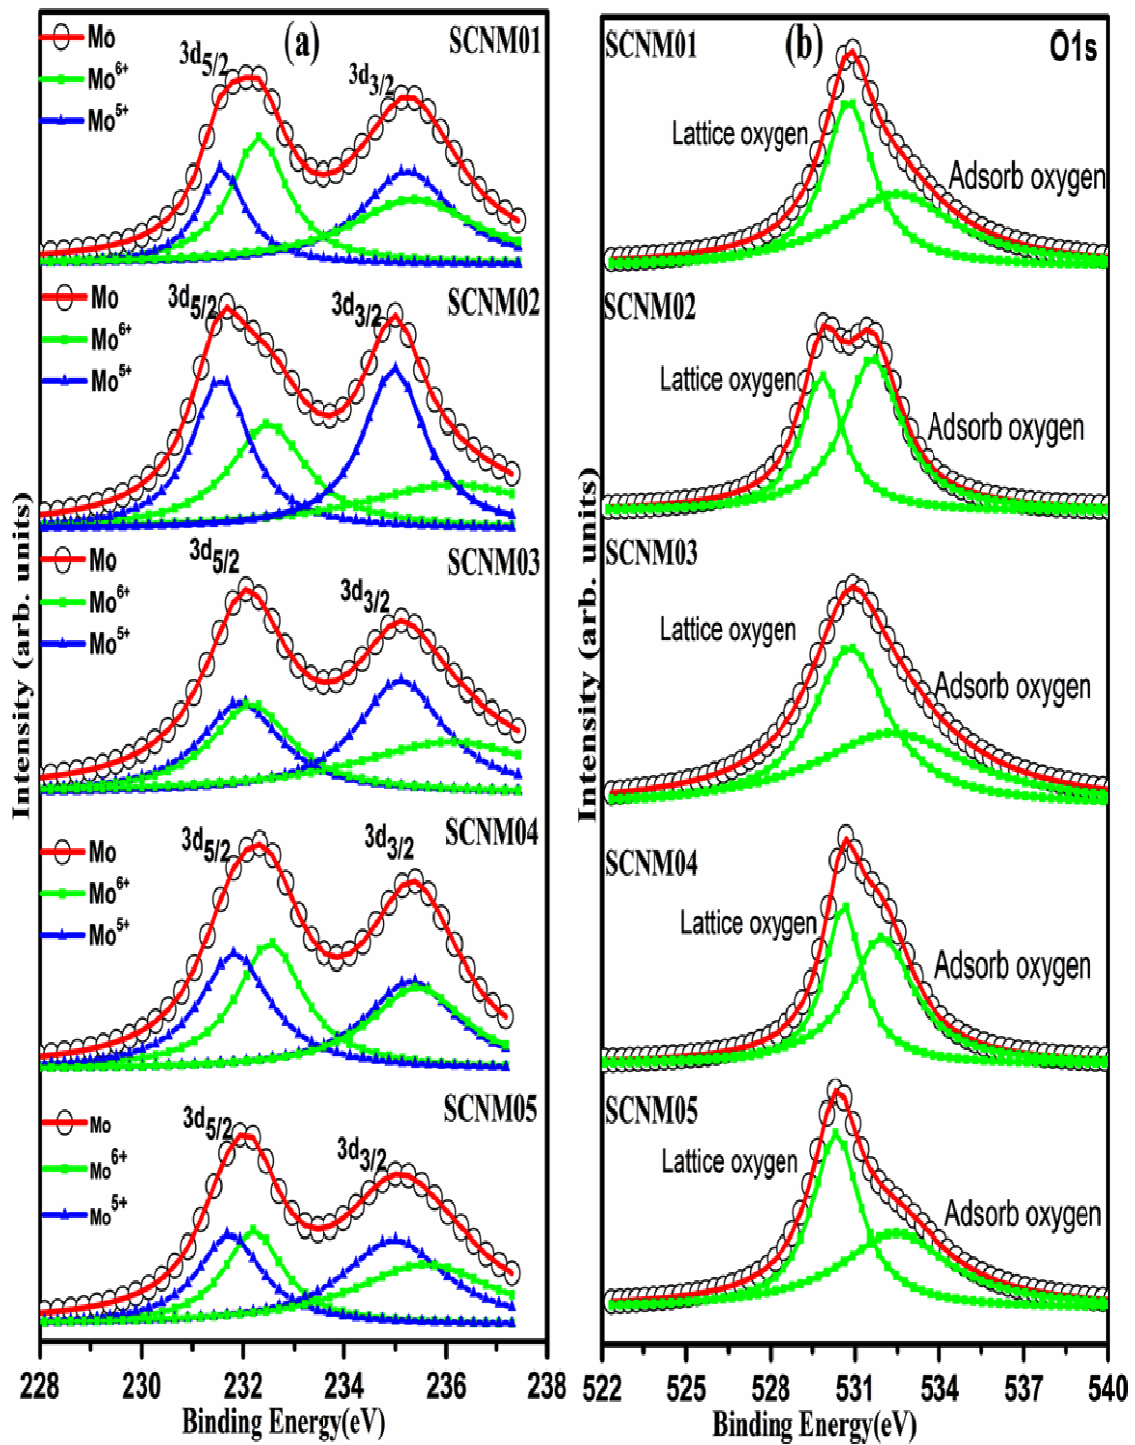 (a)
SCNM01
Mo
Mo6+
Mo5+
3d5/2
3d3/2
SCNM02
Mo
Mo6+
Mo5+
3d5/2
3d3/2
SCNM03
Mo
Mo6+
Mo5+
3d5/2
3d3/2
SCNM04
Mo
Mo6+
Mo5+
3d5/2
3d3/2
SCNM05
Mo
Mo6+
Mo5+
3d5/2
3d3/2
Intensity (arb. units)
228 230 232 234 236 238
Binding Energy(eV)
(b)
O1s
SCNM01
Lattice oxygen
Adsorb oxygen
SCNM02
Lattice oxygen
Adsorb oxygen
SCNM03
Lattice oxygen
Adsorb oxygen
SCNM04
Lattice oxygen
Adsorb oxygen
SCNM05
Lattice oxygen
Adsorb oxygen
Intensity (arb. units)
522 525 528 531 534 537 540
Binding Energy(eV)